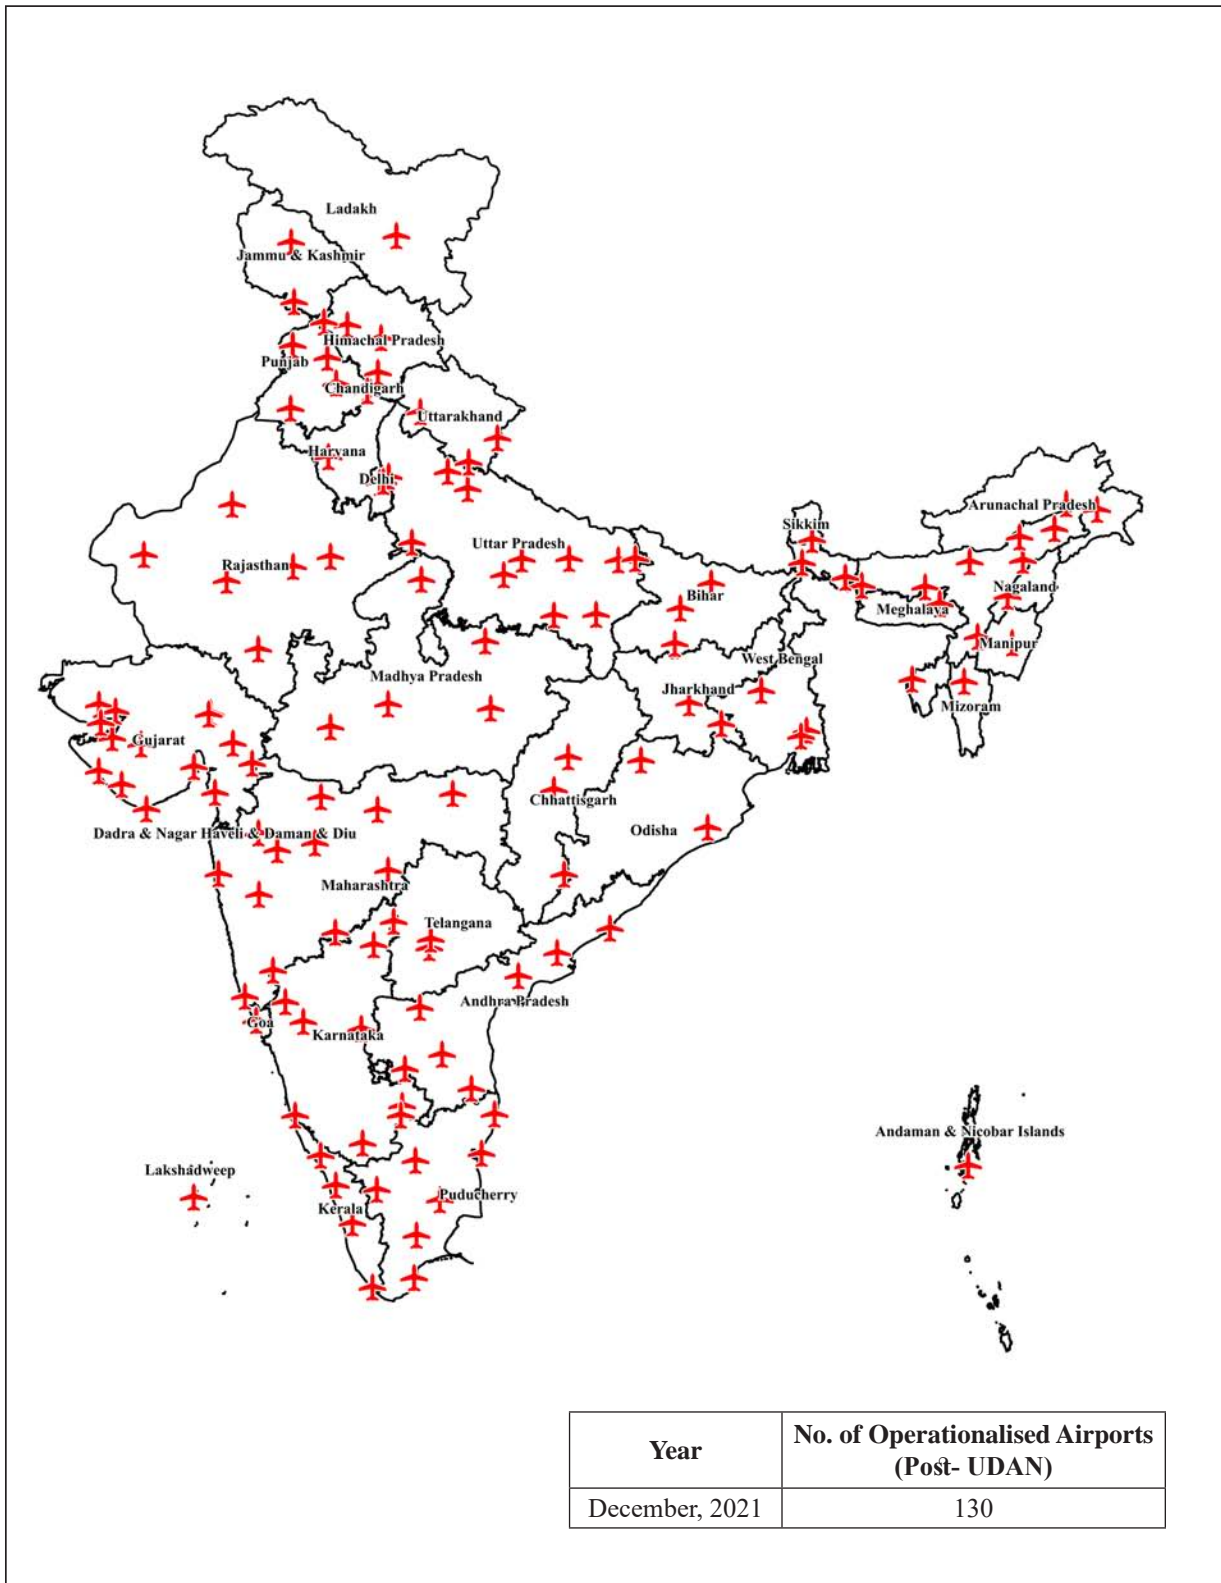 Ladakh
Jammu & Kashmir
Himachal Pradesh
Punjab
Chandigarh
Uttarakhand
Haryana
Delhi
Arunachal Pradesh
Sikkim
Uttar Pradesh
Rajasthan
Nagaland
Bihar
Meghalaya
Manipur
West Bengal
Madhya Pradesh
Jharkhand
Mizoram
Gujarat
Chhattisgarh
Odisha
Dadra & Nagar Haveli & Daman & Diu
Maharashtra
Telangana
Andhra Pradesh
Goa
Karnataka
Andaman & Nicobar Islands
Lakshadweep
Puducherry
Kerala
Year
No. of Operationalised Airports
(Post- UDAN)
December, 2021
130